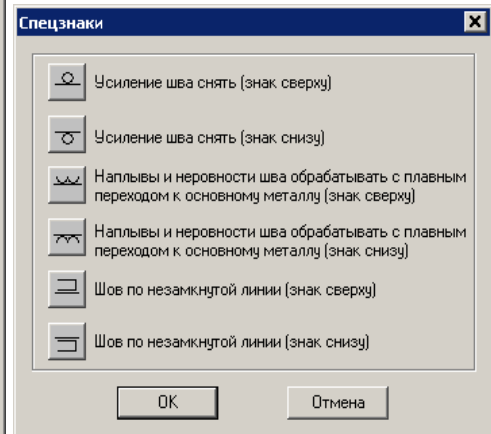 Спецзнаки
Усиление шва снять (знак сверху)
Усиление шва снять (знак снизу)
Наплывы и неровности шва обрабатывать с плавным
переходом к основному металлу (знак сверху)
Наплывы и неровности шва обрабатывать с плавным
переходом к основному металлу (знак снизу)
Шов по незамкнутой линии (знак сверху)
Шов по незамкнутой линии (знак снизу)
OK Отмена